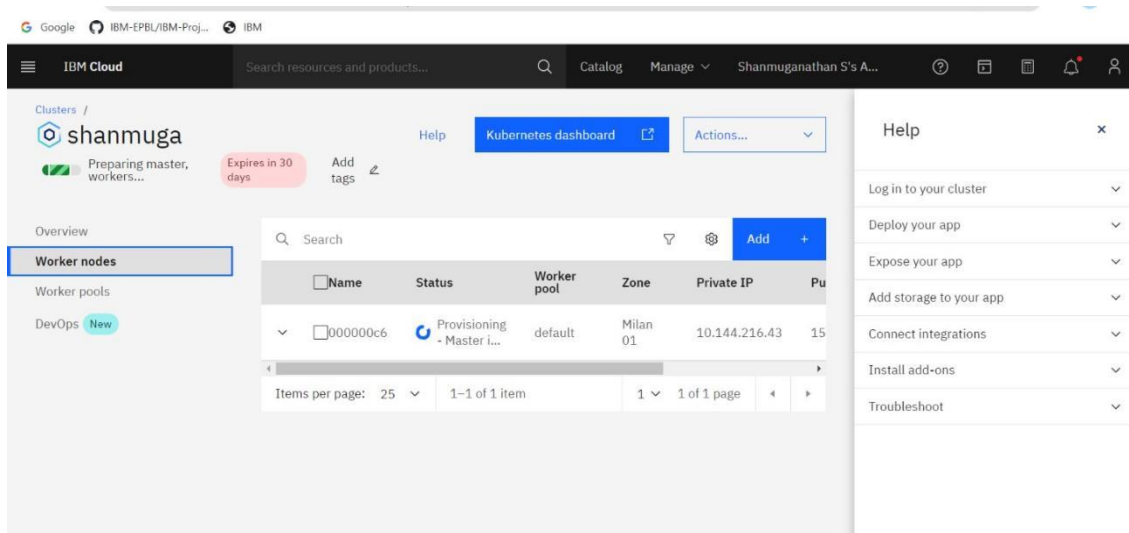 Google IBM-EPBL/IBM-Proj... IBM
IBM Cloud Search resources and products... Catalog Manage Shanmuganathan S's A...
Clusters /
shanmuga
Help Kubernetes dashboard Actions...
Preparing master,
workers...
Expires in 30
days
Add
tags
Overview
Worker nodes
Worker pools
DevOps New
Search
Add +
Name Status Worker
pool Zone Private IP Pu
000000c6 Provisioning
- Master i... default Milan
01 10.144.216.43 15
Items per page: 25 1–1 of 1 item 1 1 of 1 page
Help
Log in to your cluster
Deploy your app
Expose your app
Add storage to your app
Connect integrations
Install add-ons
Troubleshoot